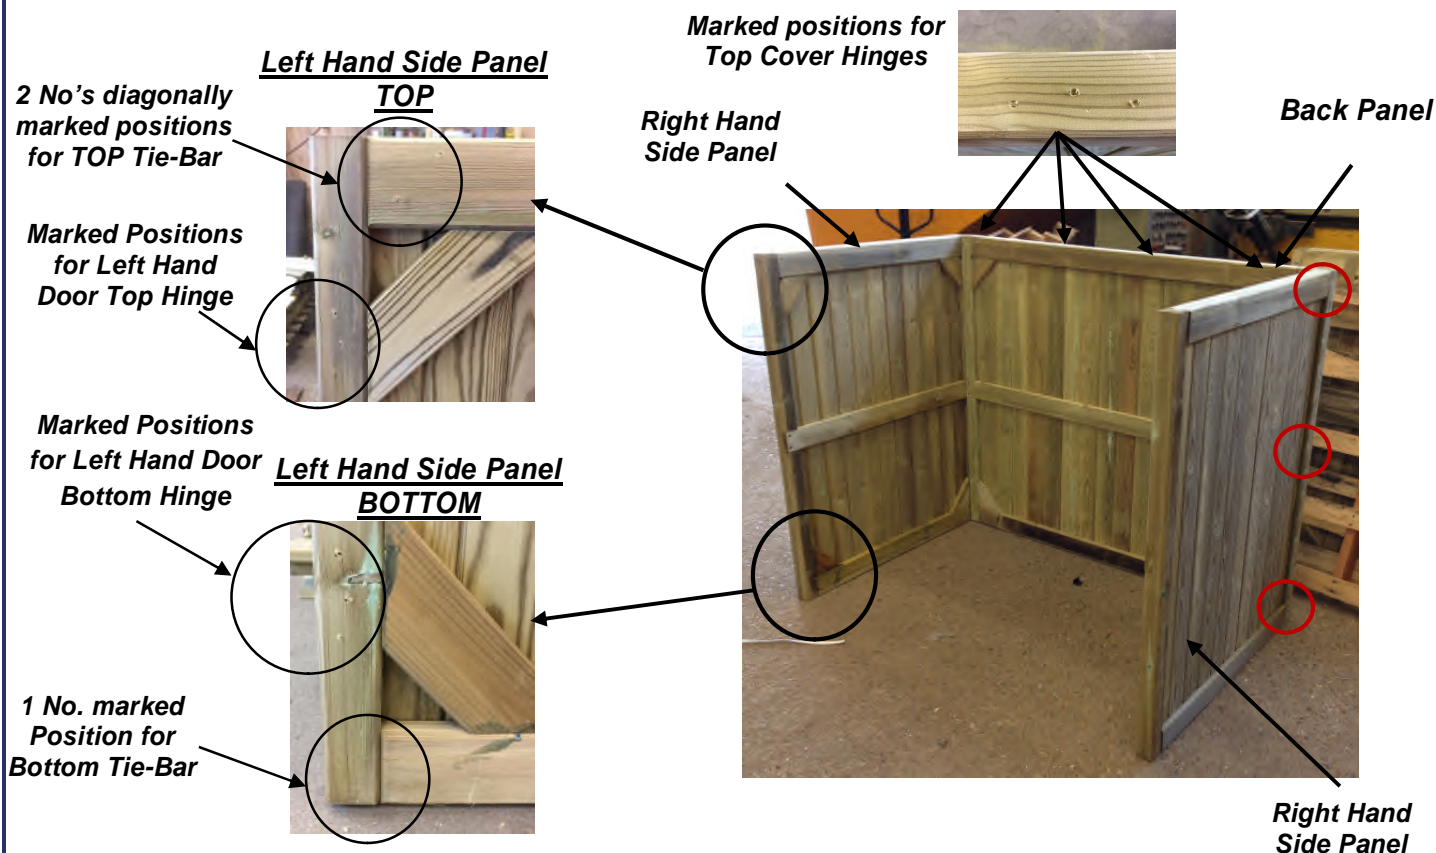 Marked positions for
Top Cover Hinges
Left Hand Side Panel
TOP
2 No's diagonally
marked positions
for TOP Tie-Bar
Right Hand
Side Panel
Back Panel
Marked Positions
for Left Hand
Door Top Hinge
Marked Positions
for Left Hand Door
Bottom Hinge
Left Hand Side Panel
BOTTOM
1 No. marked
Position for
Bottom Tie-Bar
Right Hand
Side Panel